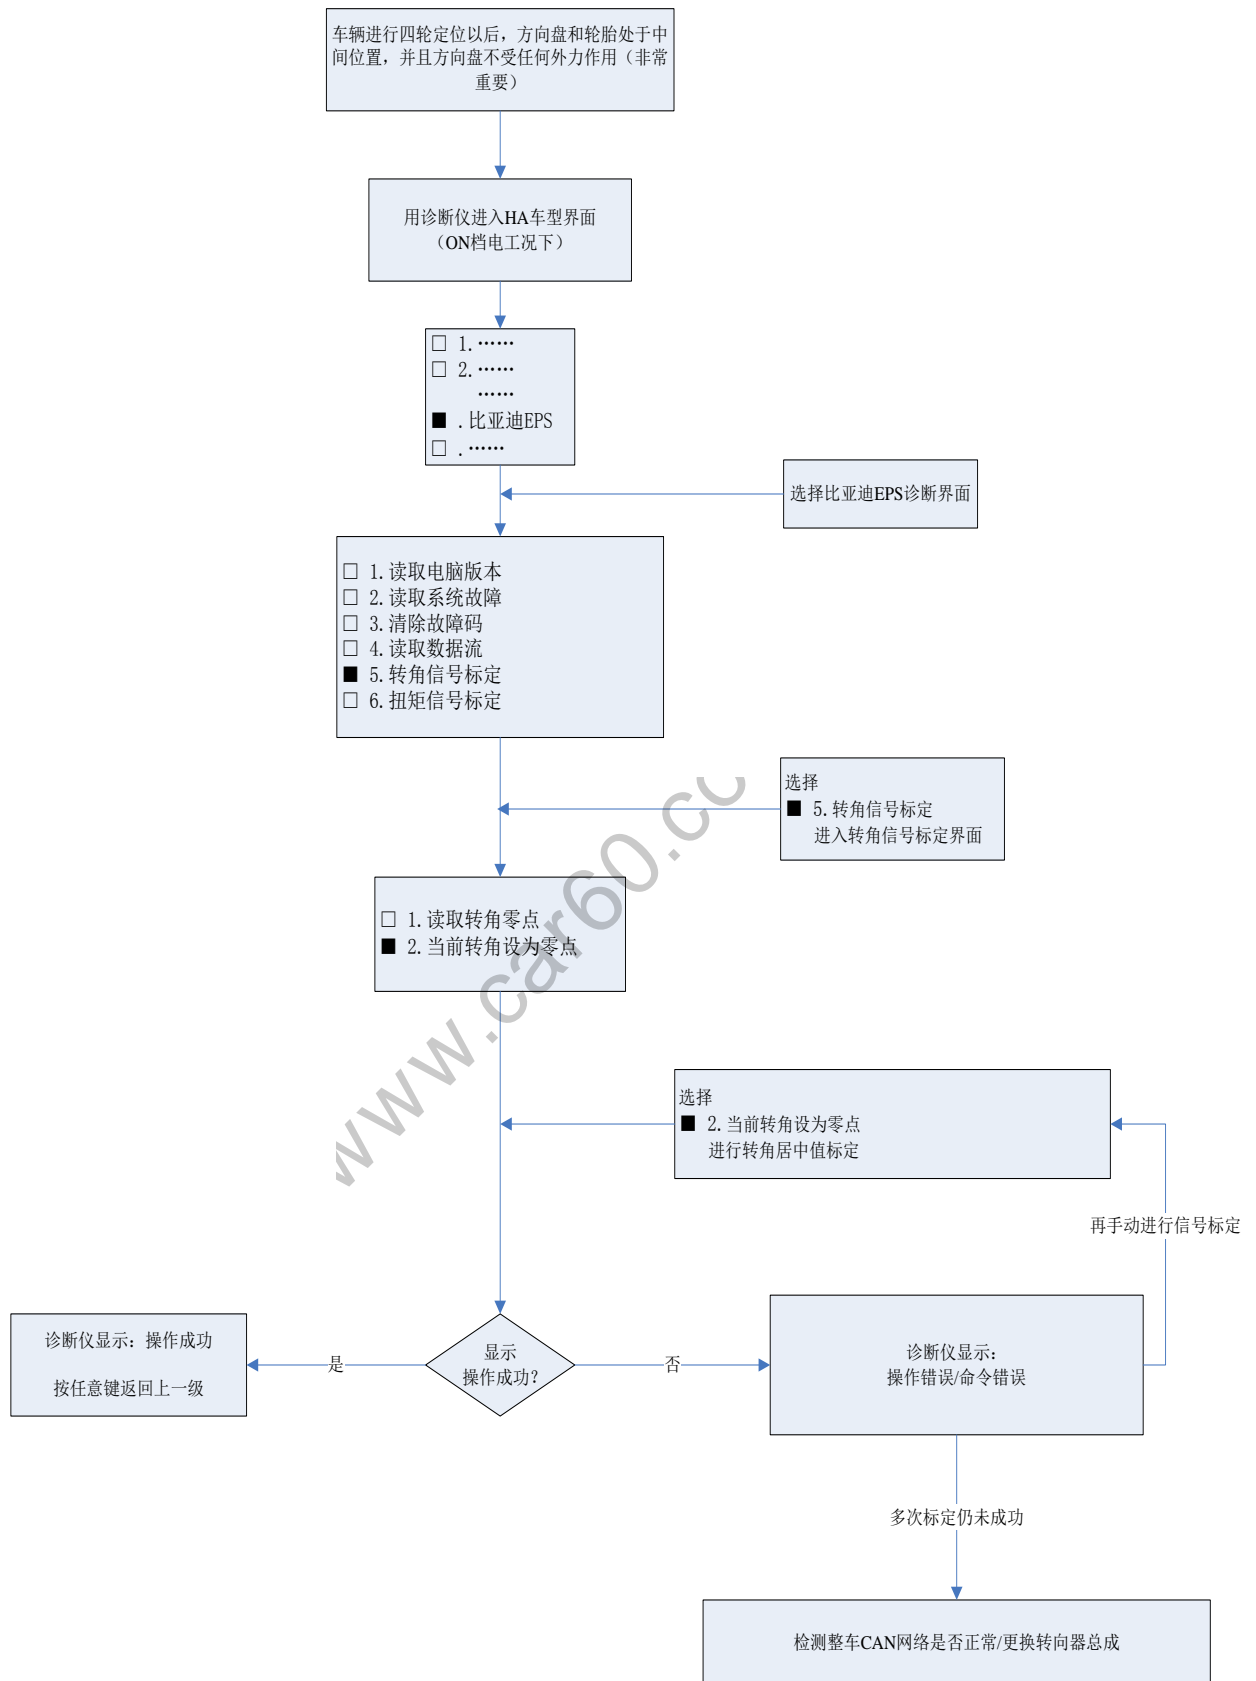 车辆进行四轮定位以后，方向盘和轮胎处于中
间位置，并且方向盘不受任何外力作用（非常
重要）
用诊断仪进入HA车型界面
（ON档电工况下）
□ 1.……
□ 2.……
……
■ .比亚迪EPS
□ .……
选择比亚迪EPS诊断界面
□ 1.读取电脑版本
□ 2.读取系统故障
□ 3.清除故障码
□ 4.读取数据流
■ 5.转角信号标定
□ 6.扭矩信号标定
选择
■ 5.转角信号标定
进入转角信号标定界面
□ 1.读取转角零点
■ 2.当前转角设为零点
www.car60.co
选择
■ 2.当前转角设为零点
进行转角居中值标定
再手动进行信号标定
诊断仪显示：操作成功
按任意键返回上一级
是
显示
操作成功？
否
诊断仪显示：
操作错误/命令错误
多次标定仍未成功
检测整车CAN网络是否正常/更换转向器总成